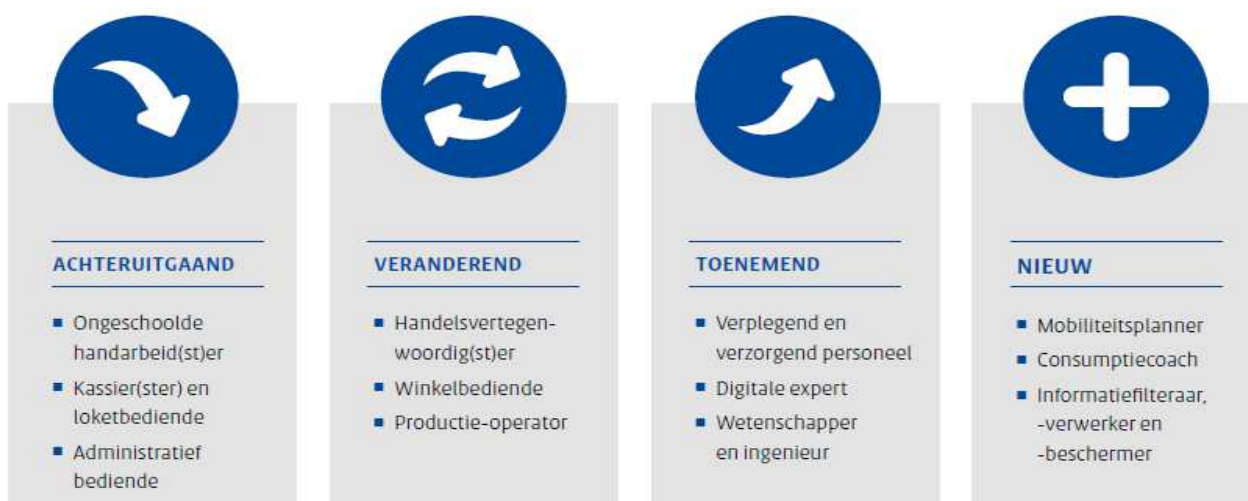 ACHTERUITGAAND
Ongeschoolde
handarbeid(st)er
Kassier(ster) en
loketbediende
Administratief
bediende
VERANDEREND
Handelsvertegen-
woordig(st)er
Winkelbediende
Productie-operator
TOENEMEND
Verplegend en
verzorgend personeel
Digitale expert
Wetenschapper
en ingenieur
NIEUW
Mobiliteitsplanner
Consumptiecoach
Informatiefilteraar,
-verwerker en
-beschermer